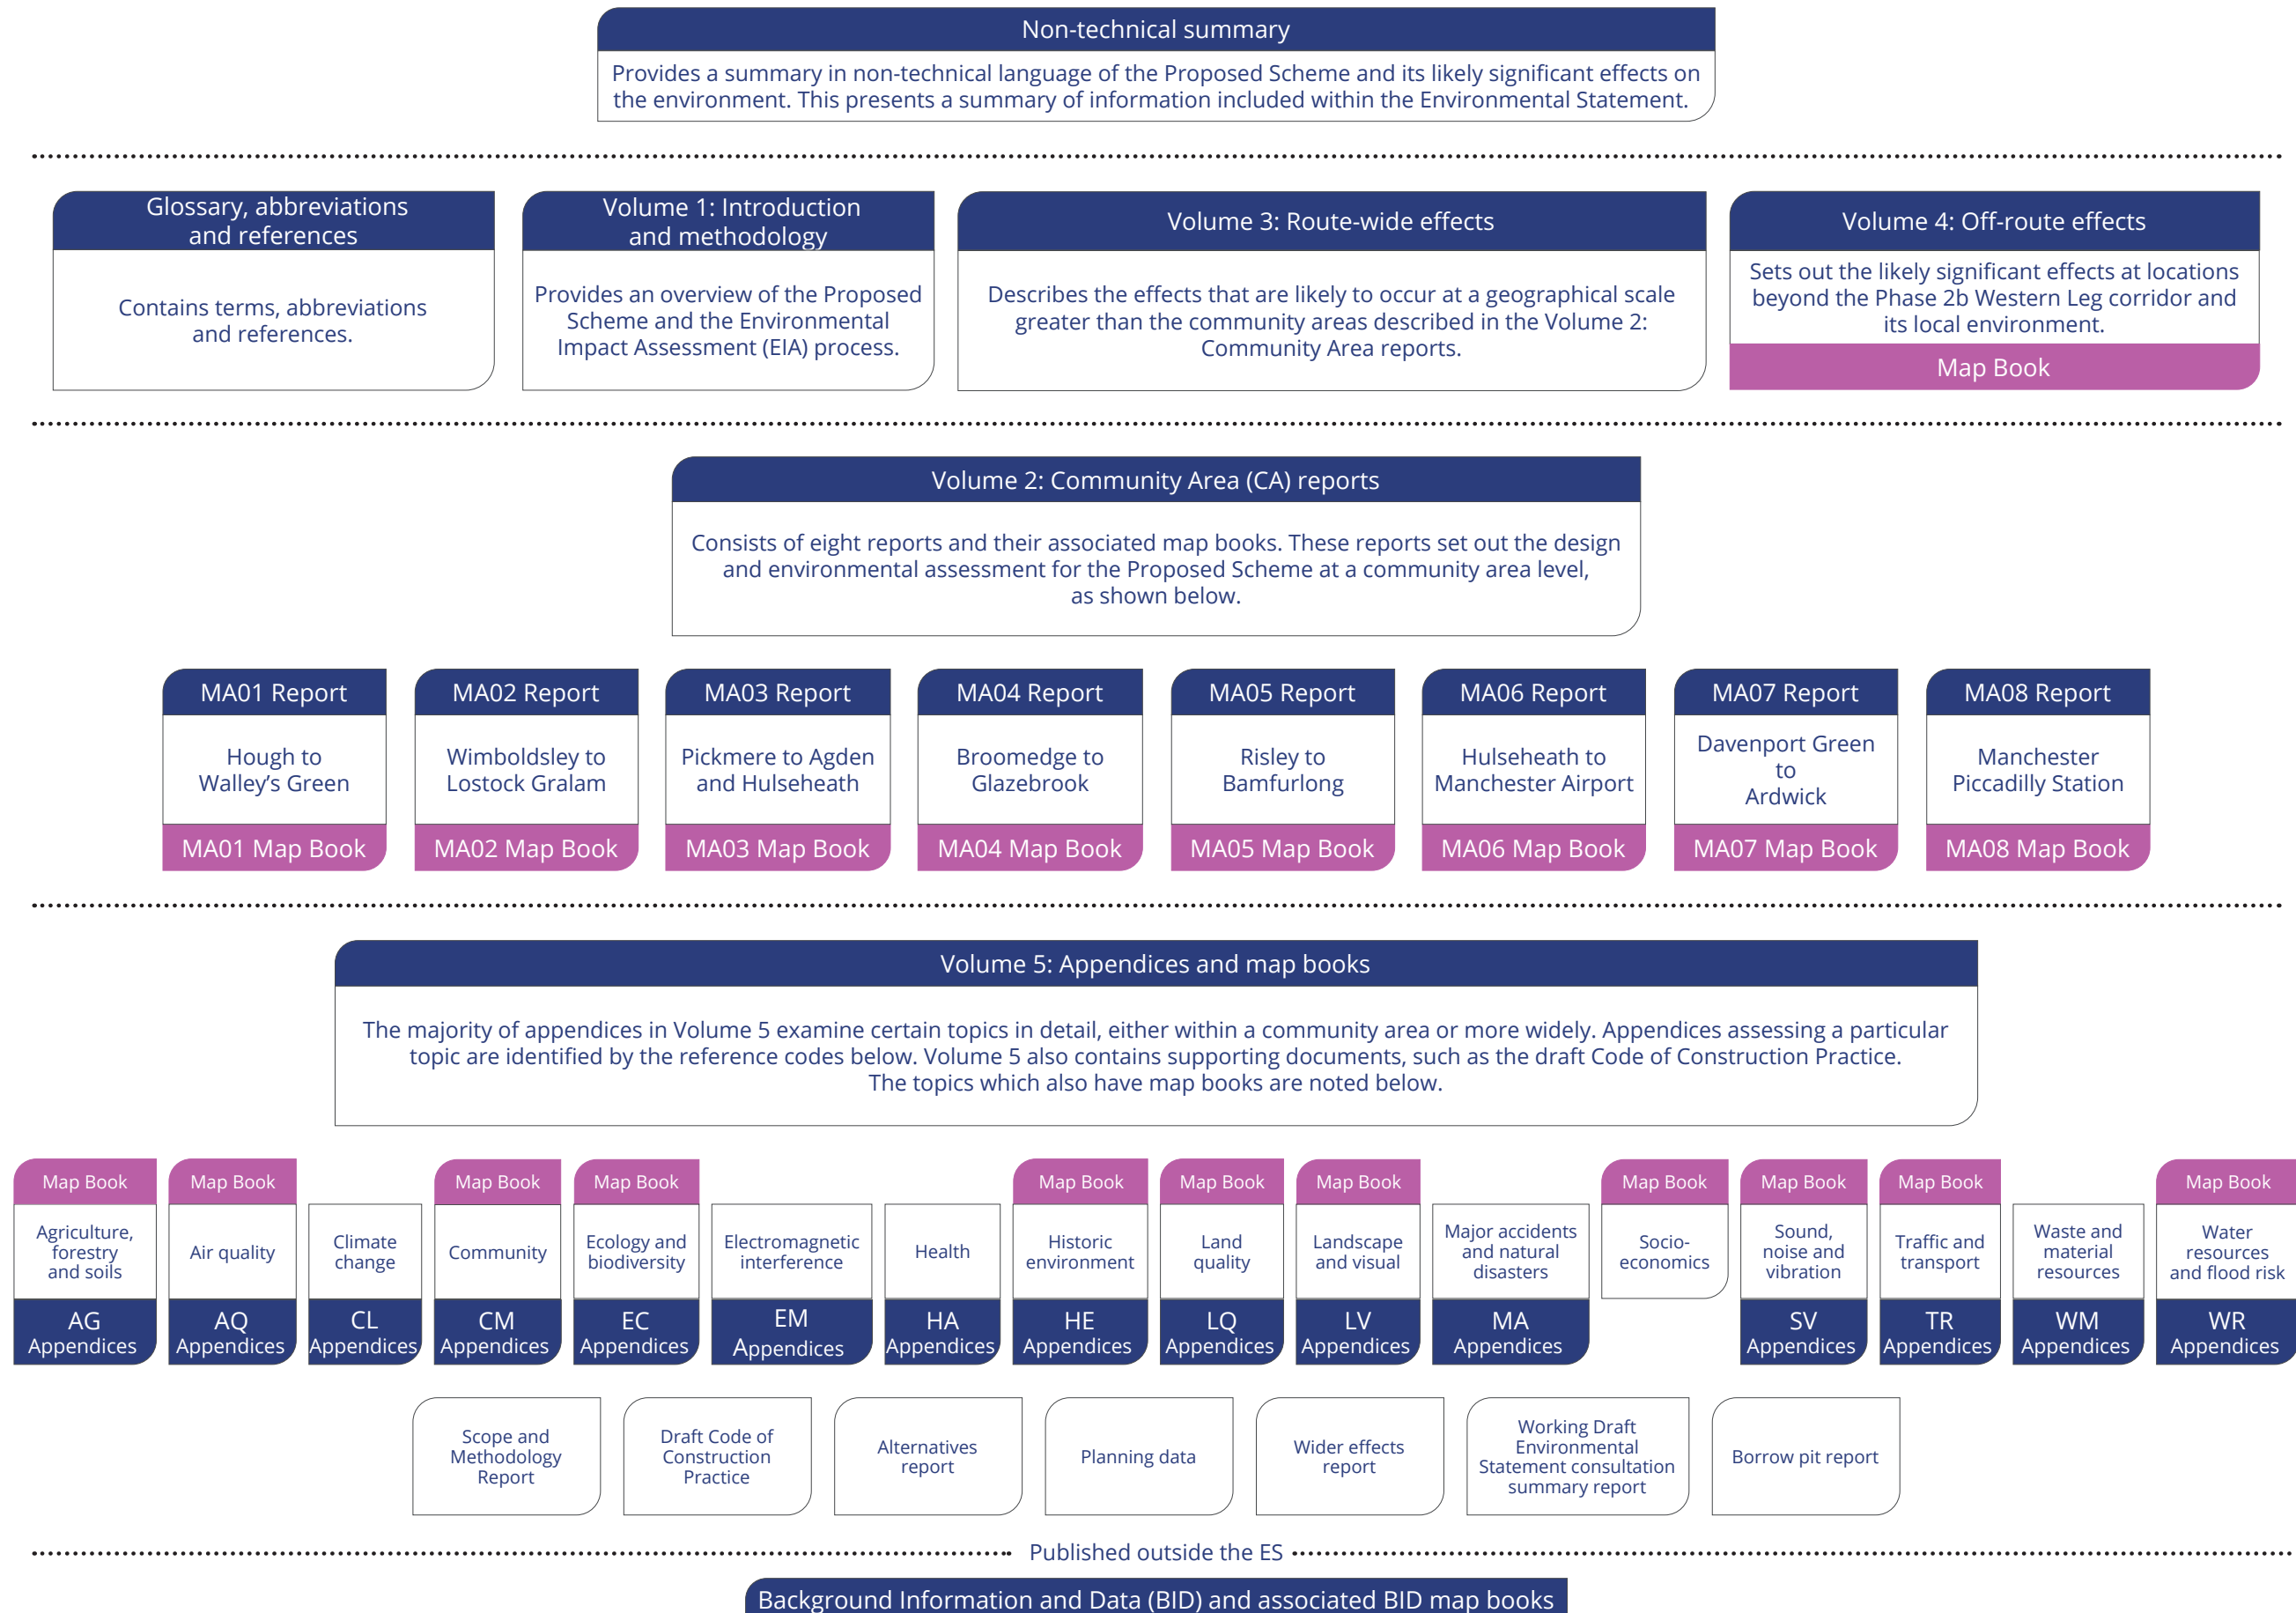 Non-technical summary
Provides a summary in non-technical language of the Proposed Scheme and its likely significant effects on
the environment. This presents a summary of information included within the Environmental Statement.
Glossary, abbreviations
and references
Contains terms, abbreviations
and references.
Volume 1: Introduction
and methodology
Provides an overview of the Proposed
Scheme and the Environmental
Impact Assessment (EIA) process.
Volume 3: Route-wide effects
Describes the effects that are likely to occur at a geographical scale
greater than the community areas described in the Volume 2:
Community Area reports.
Volume 4: Off-route effects
Sets out the likely significant effects at locations
beyond the Phase 2b Western Leg corridor and
its local environment.
Map Book
Volume 2: Community Area (CA) reports
Consists of eight reports and their associated map books. These reports set out the design
and environmental assessment for the Proposed Scheme at a community area level,
as shown below.
MA01 Report
Hough to
Walley's Green
MA01 Map Book
MA02 Report
Wimboldsley to
Lostock Gralam
MA02 Map Book
MA03 Report
Pickmere to Agden
and Hulseheath
MA03 Map Book
MA04 Report
Broomedge to
Glazebrook
MA04 Map Book
MA05 Report
Risley to
Bamfurlong
MA05 Map Book
MA06 Report
Hulseheath to
Manchester Airport
MA06 Map Book
MA07 Report
Davenport Green
to
Ardwick
MA07 Map Book
MA08 Report
Manchester
Piccadilly Station
MA08 Map Book
Volume 5: Appendices and map books
The majority of appendices in Volume 5 examine certain topics in detail, either within a community area or more widely. Appendices assessing a particular
topic are identified by the reference codes below. Volume 5 also contains supporting documents, such as the draft Code of Construction Practice.
The topics which also have map books are noted below.
Map Book
Agriculture,
forestry
and soils
AG
Appendices
Map Book
Air quality
AQ
Appendices
Climate
change
CL
Appendices
Map Book
Community
CM
Appendices
Map Book
Ecology and
biodiversity
EC
Appendices
Electromagnetic
interference
EM
Appendices
Health
HA
Appendices
Map Book
Historic
environment
HE
Appendices
Map Book
Land
quality
LQ
Appendices
Map Book
Landscape
and visual
LV
Appendices
Major accidents
and natural
disasters
MA
Appendices
Map Book
Socio-
economics
Map Book
Sound,
noise and
vibration
SV
Appendices
Map Book
Traffic and
transport
TR
Appendices
Waste and
material
resources
WM
Appendices
Map Book
Water
resources
and flood risk
WR
Appendices
Scope and
Methodology
Report
Draft Code of
Construction
Practice
Alternatives
report
Planning data
Wider effects
report
Working Draft
Environmental
Statement consultation
summary report
Borrow pit report
Published outside the ES
Background Information and Data (BID) and associated BID map books